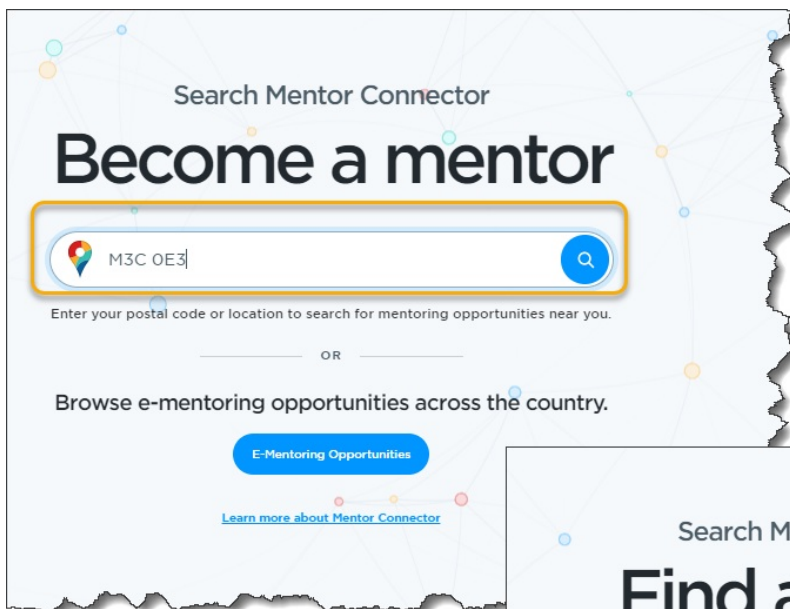 Search Mentor Connector
Become a mentor
M3C 0E3
Enter your postal code or location to search for mentoring opportunities near you.
OR
Browse e-mentoring opportunities across the country.
E-Mentoring Opportunities
Learn more about Mentor Connector
Search M
Find a